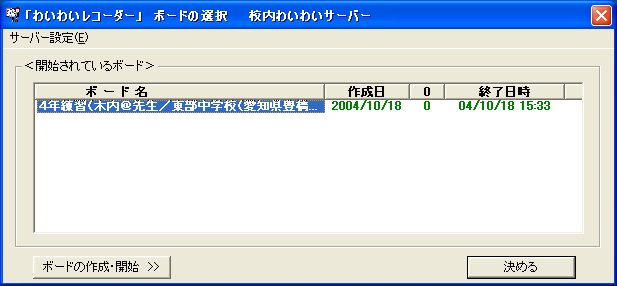 「わいわいレコーダー」 ボードの選択 校内わいわいサーバー
サーバー設定(E)
<開始されているボード>
ボード名 作成日 0 終了日時
4年練習(木内@先生/東部中学校(愛知県豊橋... 2004/10/18 0 04/10/18 15:33
ボードの作成・開始 >> 決める